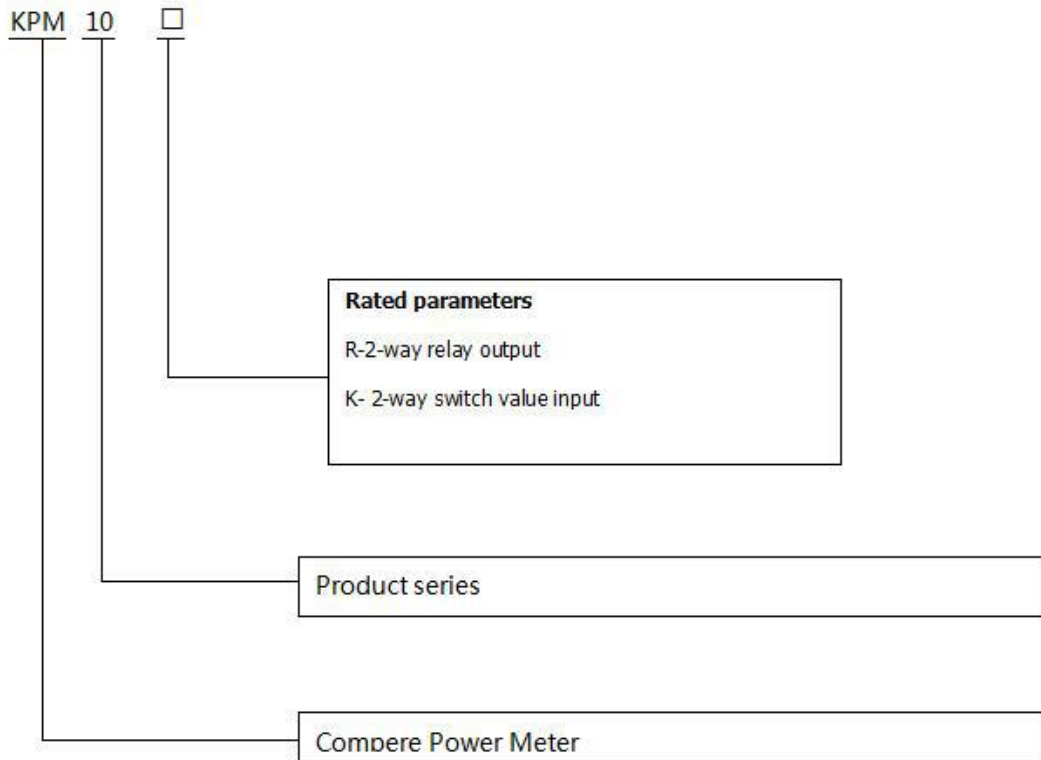 KPM 10 □
Rated parameters
R-2-way relay output
K- 2-way switch value input
Product series
Compere Power Meter